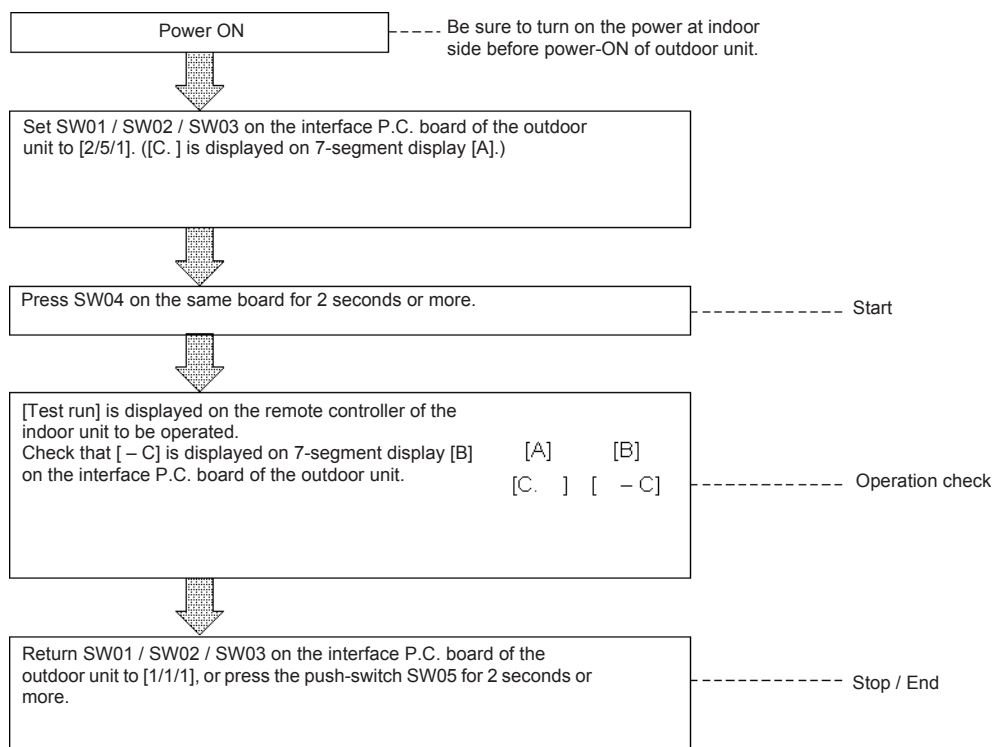 Power ON
Be sure to turn on the power at indoor
side before power-ON of outdoor unit.
Set SW01 / SW02 / SW03 on the interface P.C. board of the outdoor
unit to [2/5/1]. ([C. ] is displayed on 7-segment display [A].)
Press SW04 on the same board for 2 seconds or more.
Start
[Test run] is displayed on the remote controller of the
indoor unit to be operated.
Check that [ – C] is displayed on 7-segment display [B]
on the interface P.C. board of the outdoor unit.
[A] [B]
[C. ] [ – C]
Operation check
Return SW01 / SW02 / SW03 on the interface P.C. board of the
outdoor unit to [1/1/1], or press the push-switch SW05 for 2 seconds or
more.
Stop / End